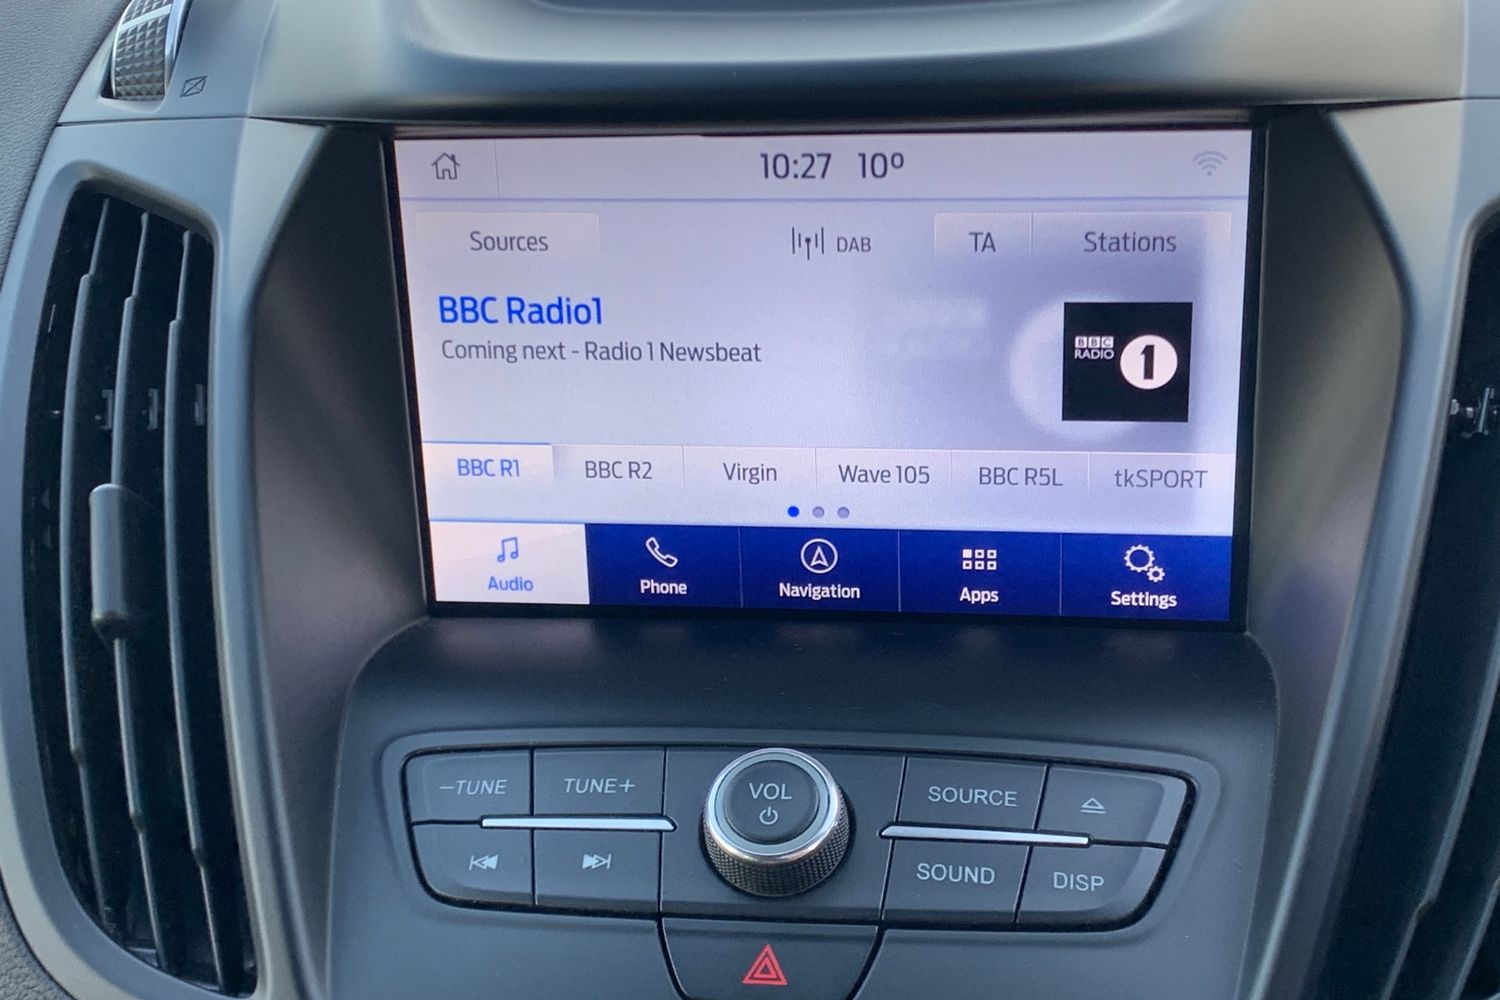 10:27 10º
Sources DAB TA Stations
BBC Radio1
Coming next - Radio 1 Newsbeat
BBC
RADIO 1
BBC R1 BBC R2 Virgin Wave 105 BBC R5L tkSPORT
Audio Phone Navigation Apps Settings
-TUNE TUNE+ VOL SOURCE
SOUND DISP